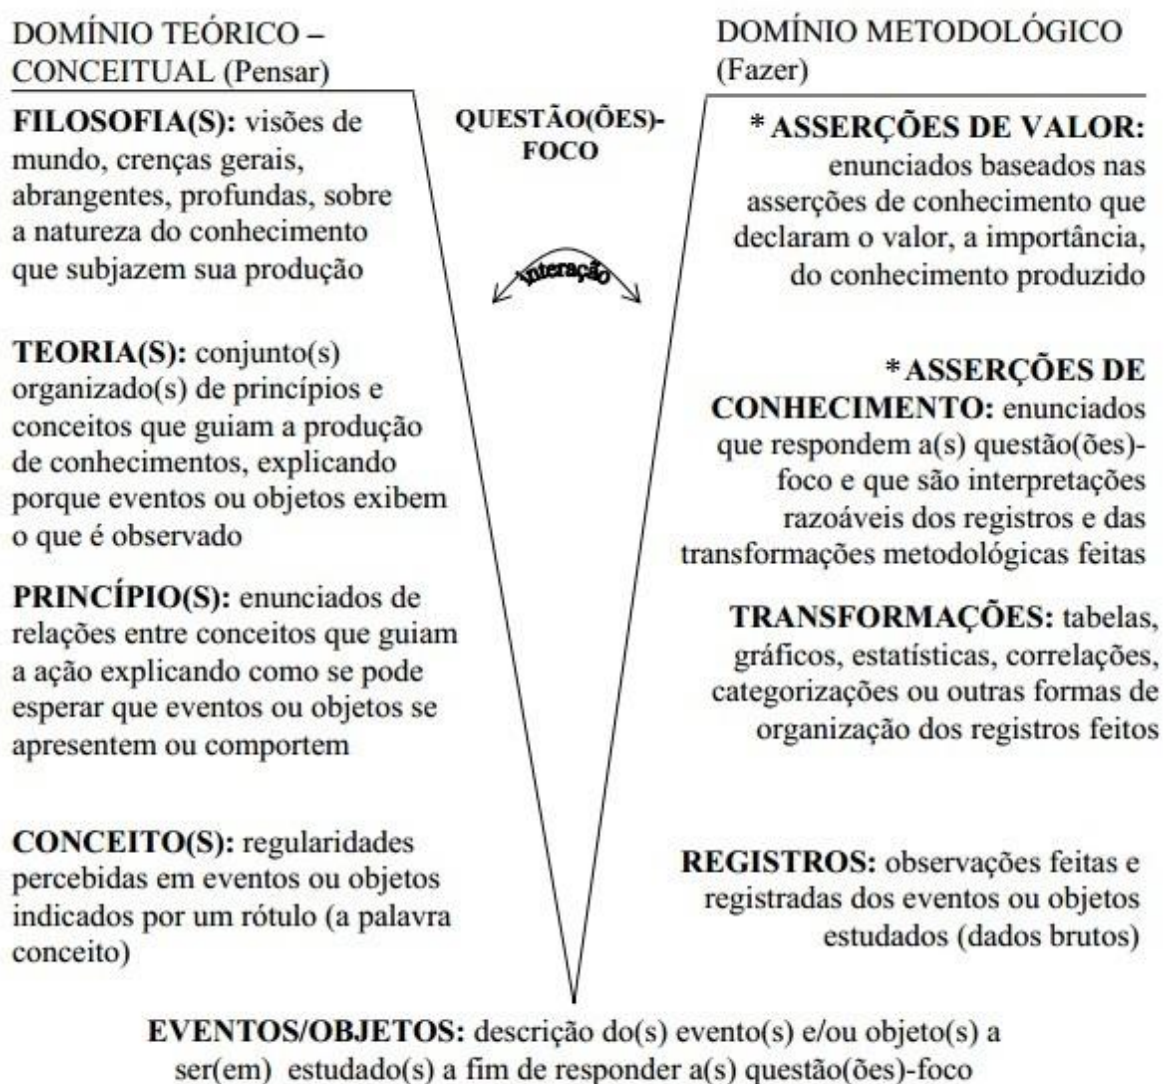 DOMÍNIO TEÓRICO –
CONCEITUAL (Pensar)
FILOSOFIA(S): visões de
mundo, crenças gerais,
abrangentes, profundas, sobre
a natureza do conhecimento
que subjazem sua produção
TEORIA(S): conjunto(s)
organizado(s) de princípios e
conceitos que guiam a produção
de conhecimentos, explicando
porque eventos ou objetos exibem
o que é observado
PRINCÍPIO(S): enunciados de
relações entre conceitos que guiam
a ação explicando como se pode
esperar que eventos ou objetos se
apresentem ou comportem
CONCEITO(S): regularidades
percebidas em eventos ou objetos
indicados por um rótulo (a palavra
conceito)
QUESTÃO(ÕES)-
FOCO
interação
DOMÍNIO METODOLÓGICO
(Fazer)
* ASSERÇÕES DE VALOR:
enunciados baseados nas
asserções de conhecimento que
declaram o valor, a importância,
do conhecimento produzido
* ASSERÇÕES DE
CONHECIMENTO: enunciados
que respondem a(s) questão(ões)-
foco e que são interpretações
razoáveis dos registros e das
transformações metodológicas feitas
TRANSFORMAÇÕES: tabelas,
gráficos, estatísticas, correlações,
categorizações ou outras formas de
organização dos registros feitos
REGISTROS: observações feitas e
registradas dos eventos ou objetos
estudados (dados brutos)
EVENTOS/OBJETOS: descrição do(s) evento(s) e/ou objeto(s) a
ser(em) estudado(s) a fim de responder a(s) questão(ões)-foco